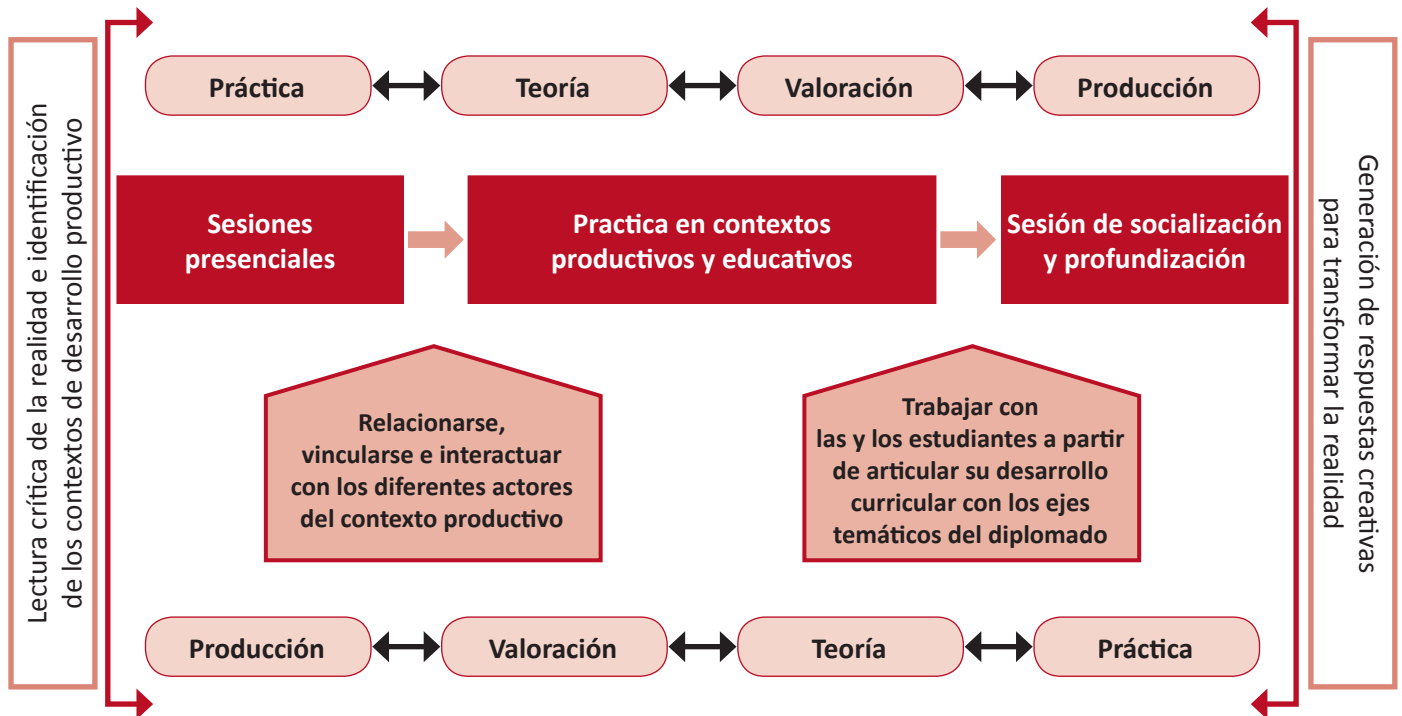 Lectura crítica de la realidad e identificación
de los contextos de desarrollo productivo
Práctica
Teoría
Valoración
Producción
Sesiones
presenciales
Practica en contextos
productivos y educativos
Sesión de socialización
y profundización
Relacionarse,
vincularse e interactuar
con los diferentes actores
del contexto productivo
Trabajar con
las y los estudiantes a partir
de articular su desarrollo
curricular con los ejes
temáticos del diplomado
Producción
Valoración
Teoría
Práctica
Generación de respuestas creativas
para transformar la realidad